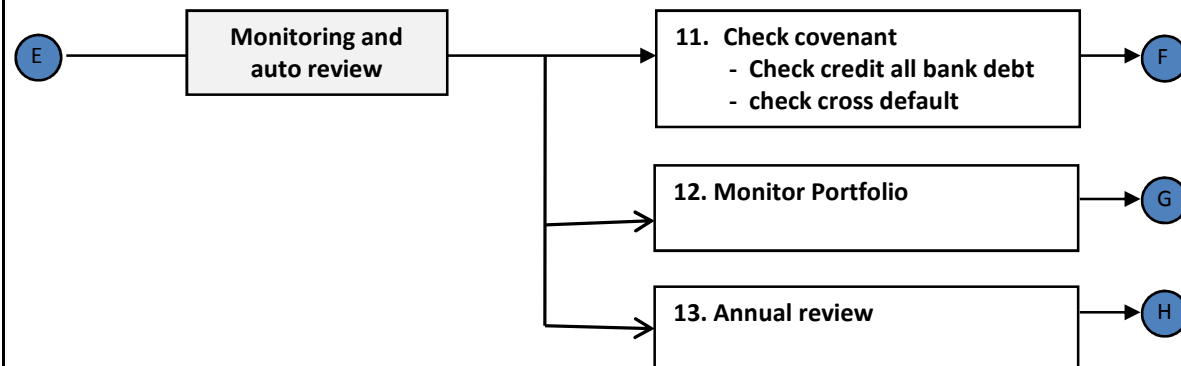 E
Monitoring and
auto review
11. Check covenant
- Check credit all bank debt
- check cross default
F
12. Monitor Portfolio
G
13. Annual review
H